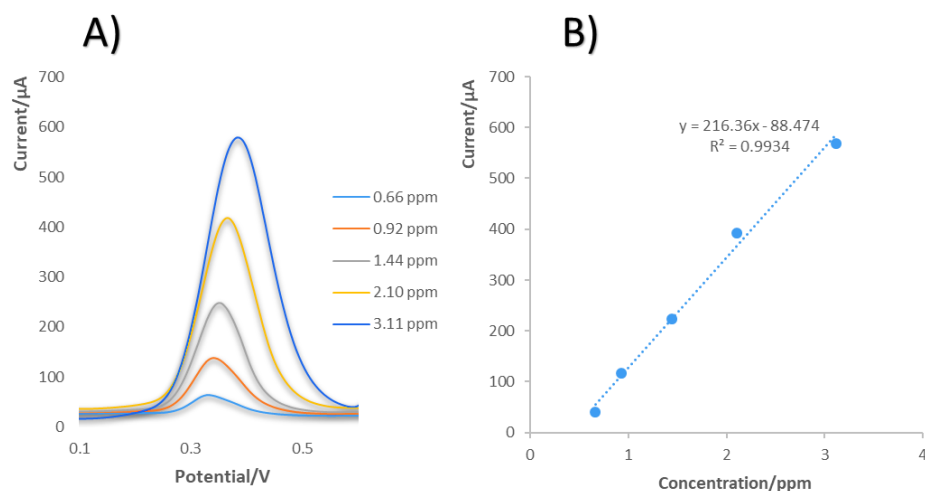 A)
Current/µA
700
600
500
400
300
200
100
0
0.1
0.3
0.5
Potential/V
0.66 ppm
0.92 ppm
1.44 ppm
2.10 ppm
3.11 ppm
B)
Current/µA
700
600
500
400
300
200
100
0
y = 216.36x - 88.474
R² = 0.9934
0
1
2
3
4
Concentration/ppm